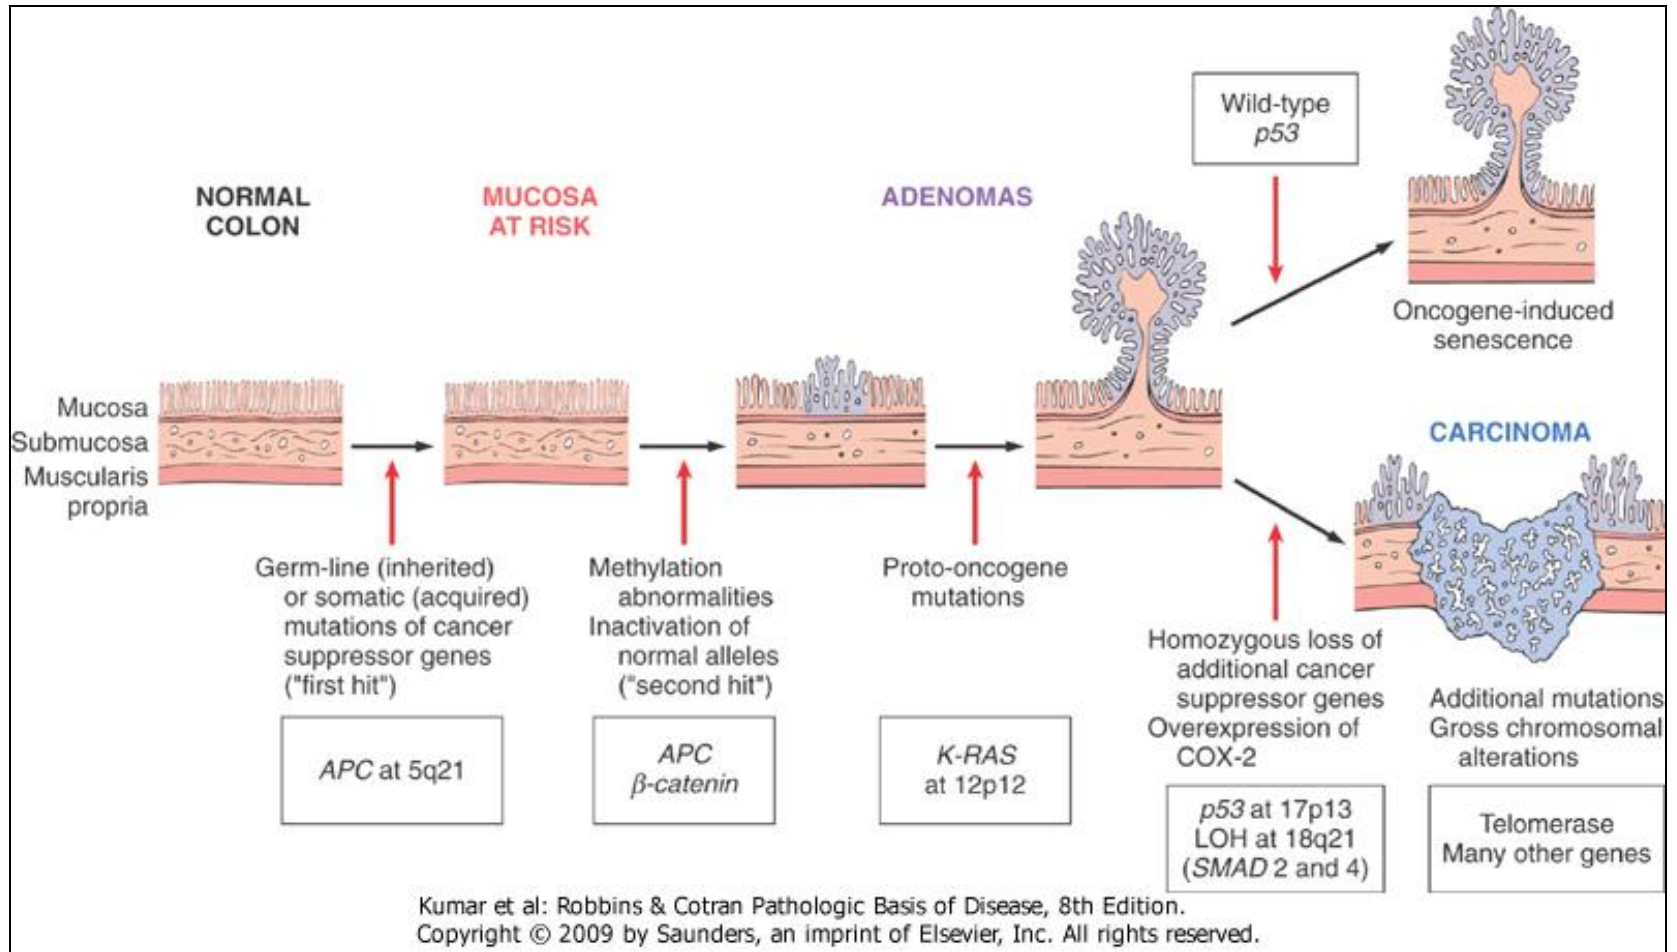 NORMAL
COLON
MUCOSA
AT RISK
ADENOMAS
Wild-type
p53
Oncogene-induced
senescence
CARCINOMA
Mucosa
Submucosa
Muscularis
propria
Germ-line (inherited)
or somatic (acquired)
mutations of cancer
suppressor genes
("first hit")
APC at 5q21
Methylation
abnormalities
Inactivation of
normal alleles
("second hit")
APC
β-catenin
Proto-oncogene
mutations
K-RAS
at 12p12
Homozygous loss of
additional cancer
suppressor genes
Overexpression of
COX-2
p53 at 17p13
LOH at 18q21
(SMAD 2 and 4)
Additional mutations
Gross chromosomal
alterations
Telomerase
Many other genes
Kumar et al: Robbins & Cotran Pathologic Basis of Disease, 8th Edition.
Copyright © 2009 by Saunders, an imprint of Elsevier, Inc. All rights reserved.